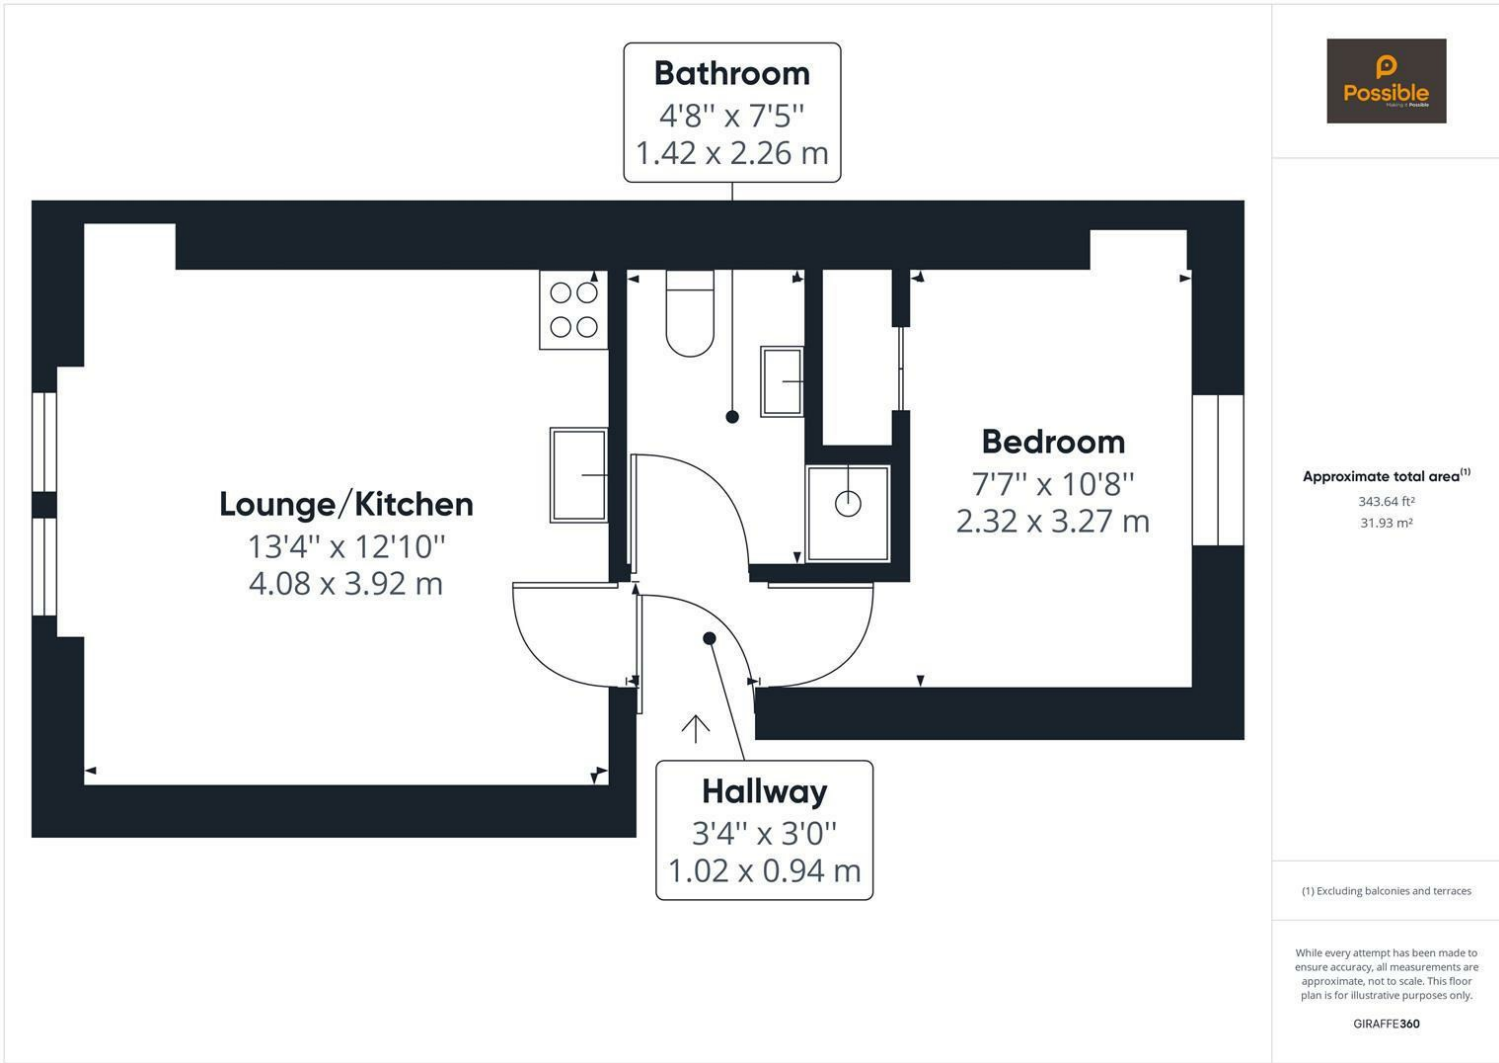 Bathroom
4'8'' x 7'5''
1.42 x 2.26 m
Lounge/Kitchen
13'4'' x 12'10''
4.08 x 3.92 m
Bedroom
7'7'' x 10'8''
2.32 x 3.27 m
Hallway
3'4'' x 3'0''
1.02 x 0.94 m
Possible
Making it Possible
Approximate total area(1)
343.64 ft²
31.93 m²
(1) Excluding balconies and terraces
While every attempt has been made to
ensure accuracy, all measurements are
approximate, not to scale. This floor
plan is for illustrative purposes only.
GIRAFFE360